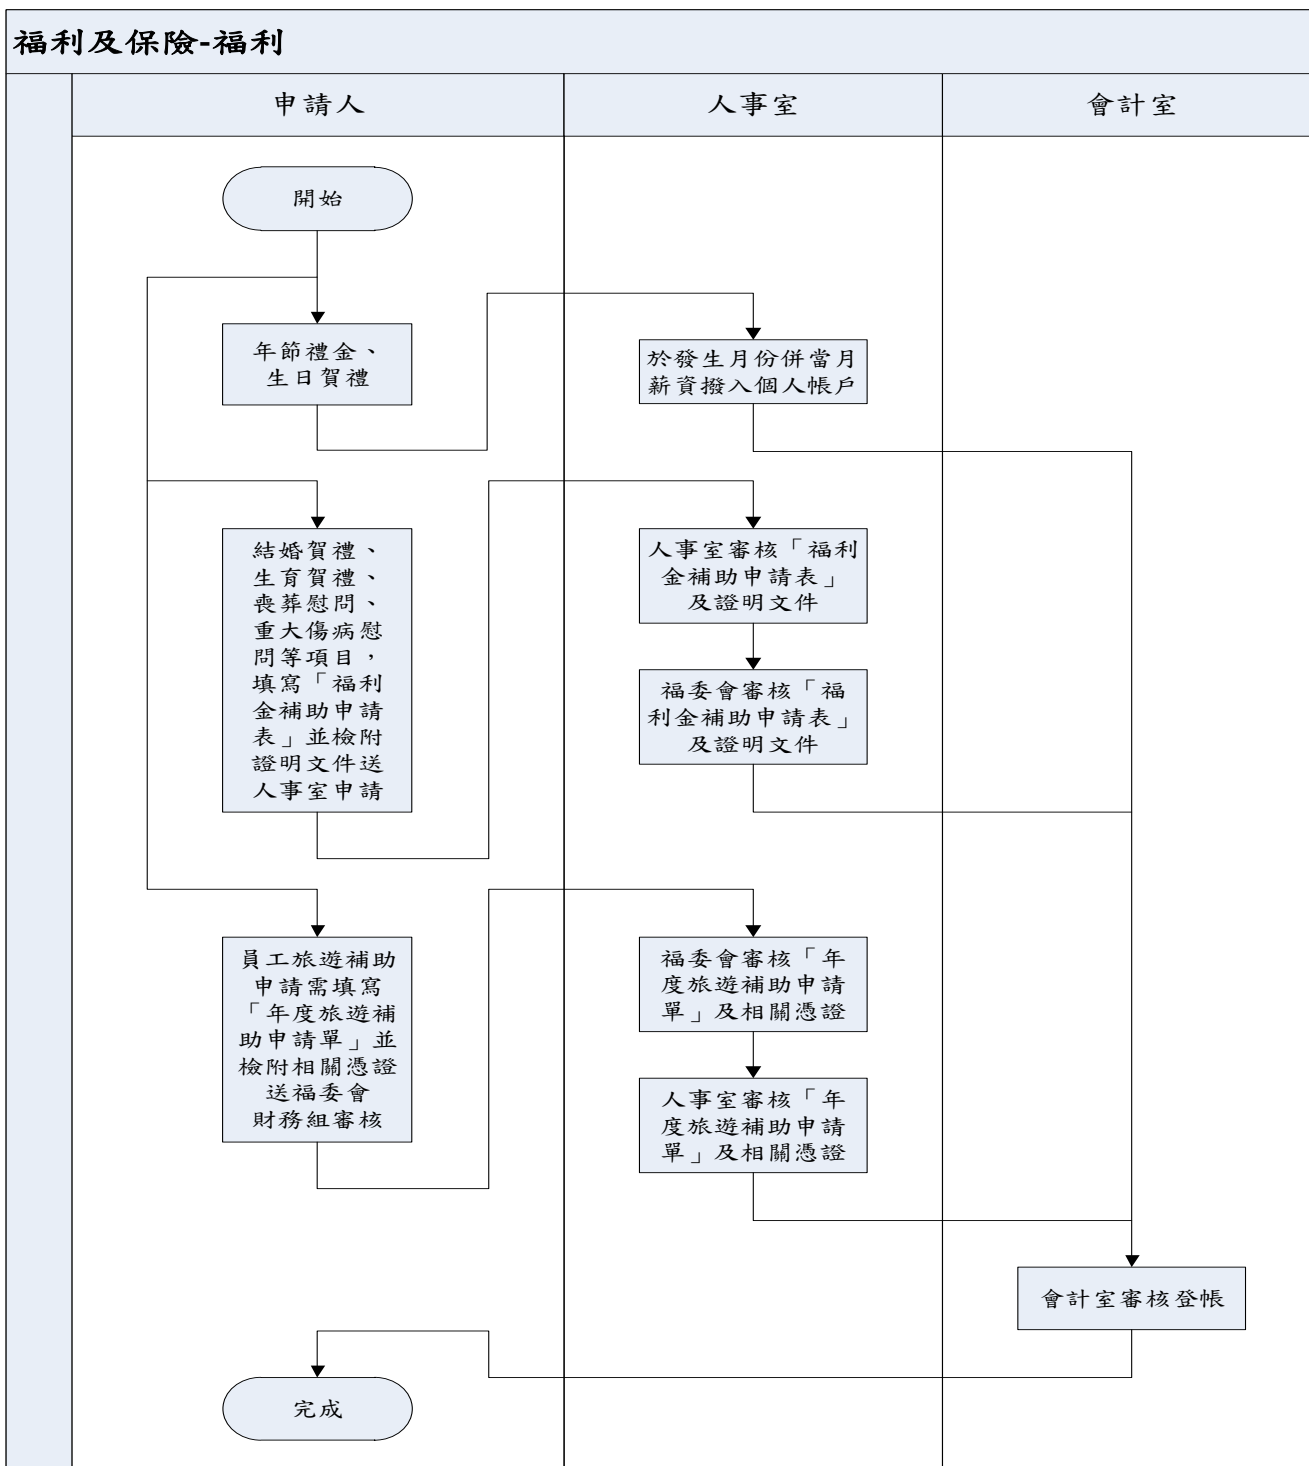 福利及保險-福利
申請人
人事室
會計室
開始
年節禮金、
生日賀禮
於發生月份併當月
薪資撥入個人帳戶
結婚賀禮、
生育賀禮、
喪葬慰問、
重大傷病慰
問等項目，
填寫「福利
金補助申請
表」並檢附
證明文件送
人事室申請
人事室審核「福利
金補助申請表」
及證明文件
福委會審核「福
利金補助申請表」
及證明文件
員工旅遊補助
申請需填寫
「年度旅遊補
助申請單」並
檢附相關憑證
送福委會
財務組審核
福委會審核「年
度旅遊補助申請
單」及相關憑證
人事室審核「年
度旅遊補助申請
單」及相關憑證
會計室審核登帳
完成